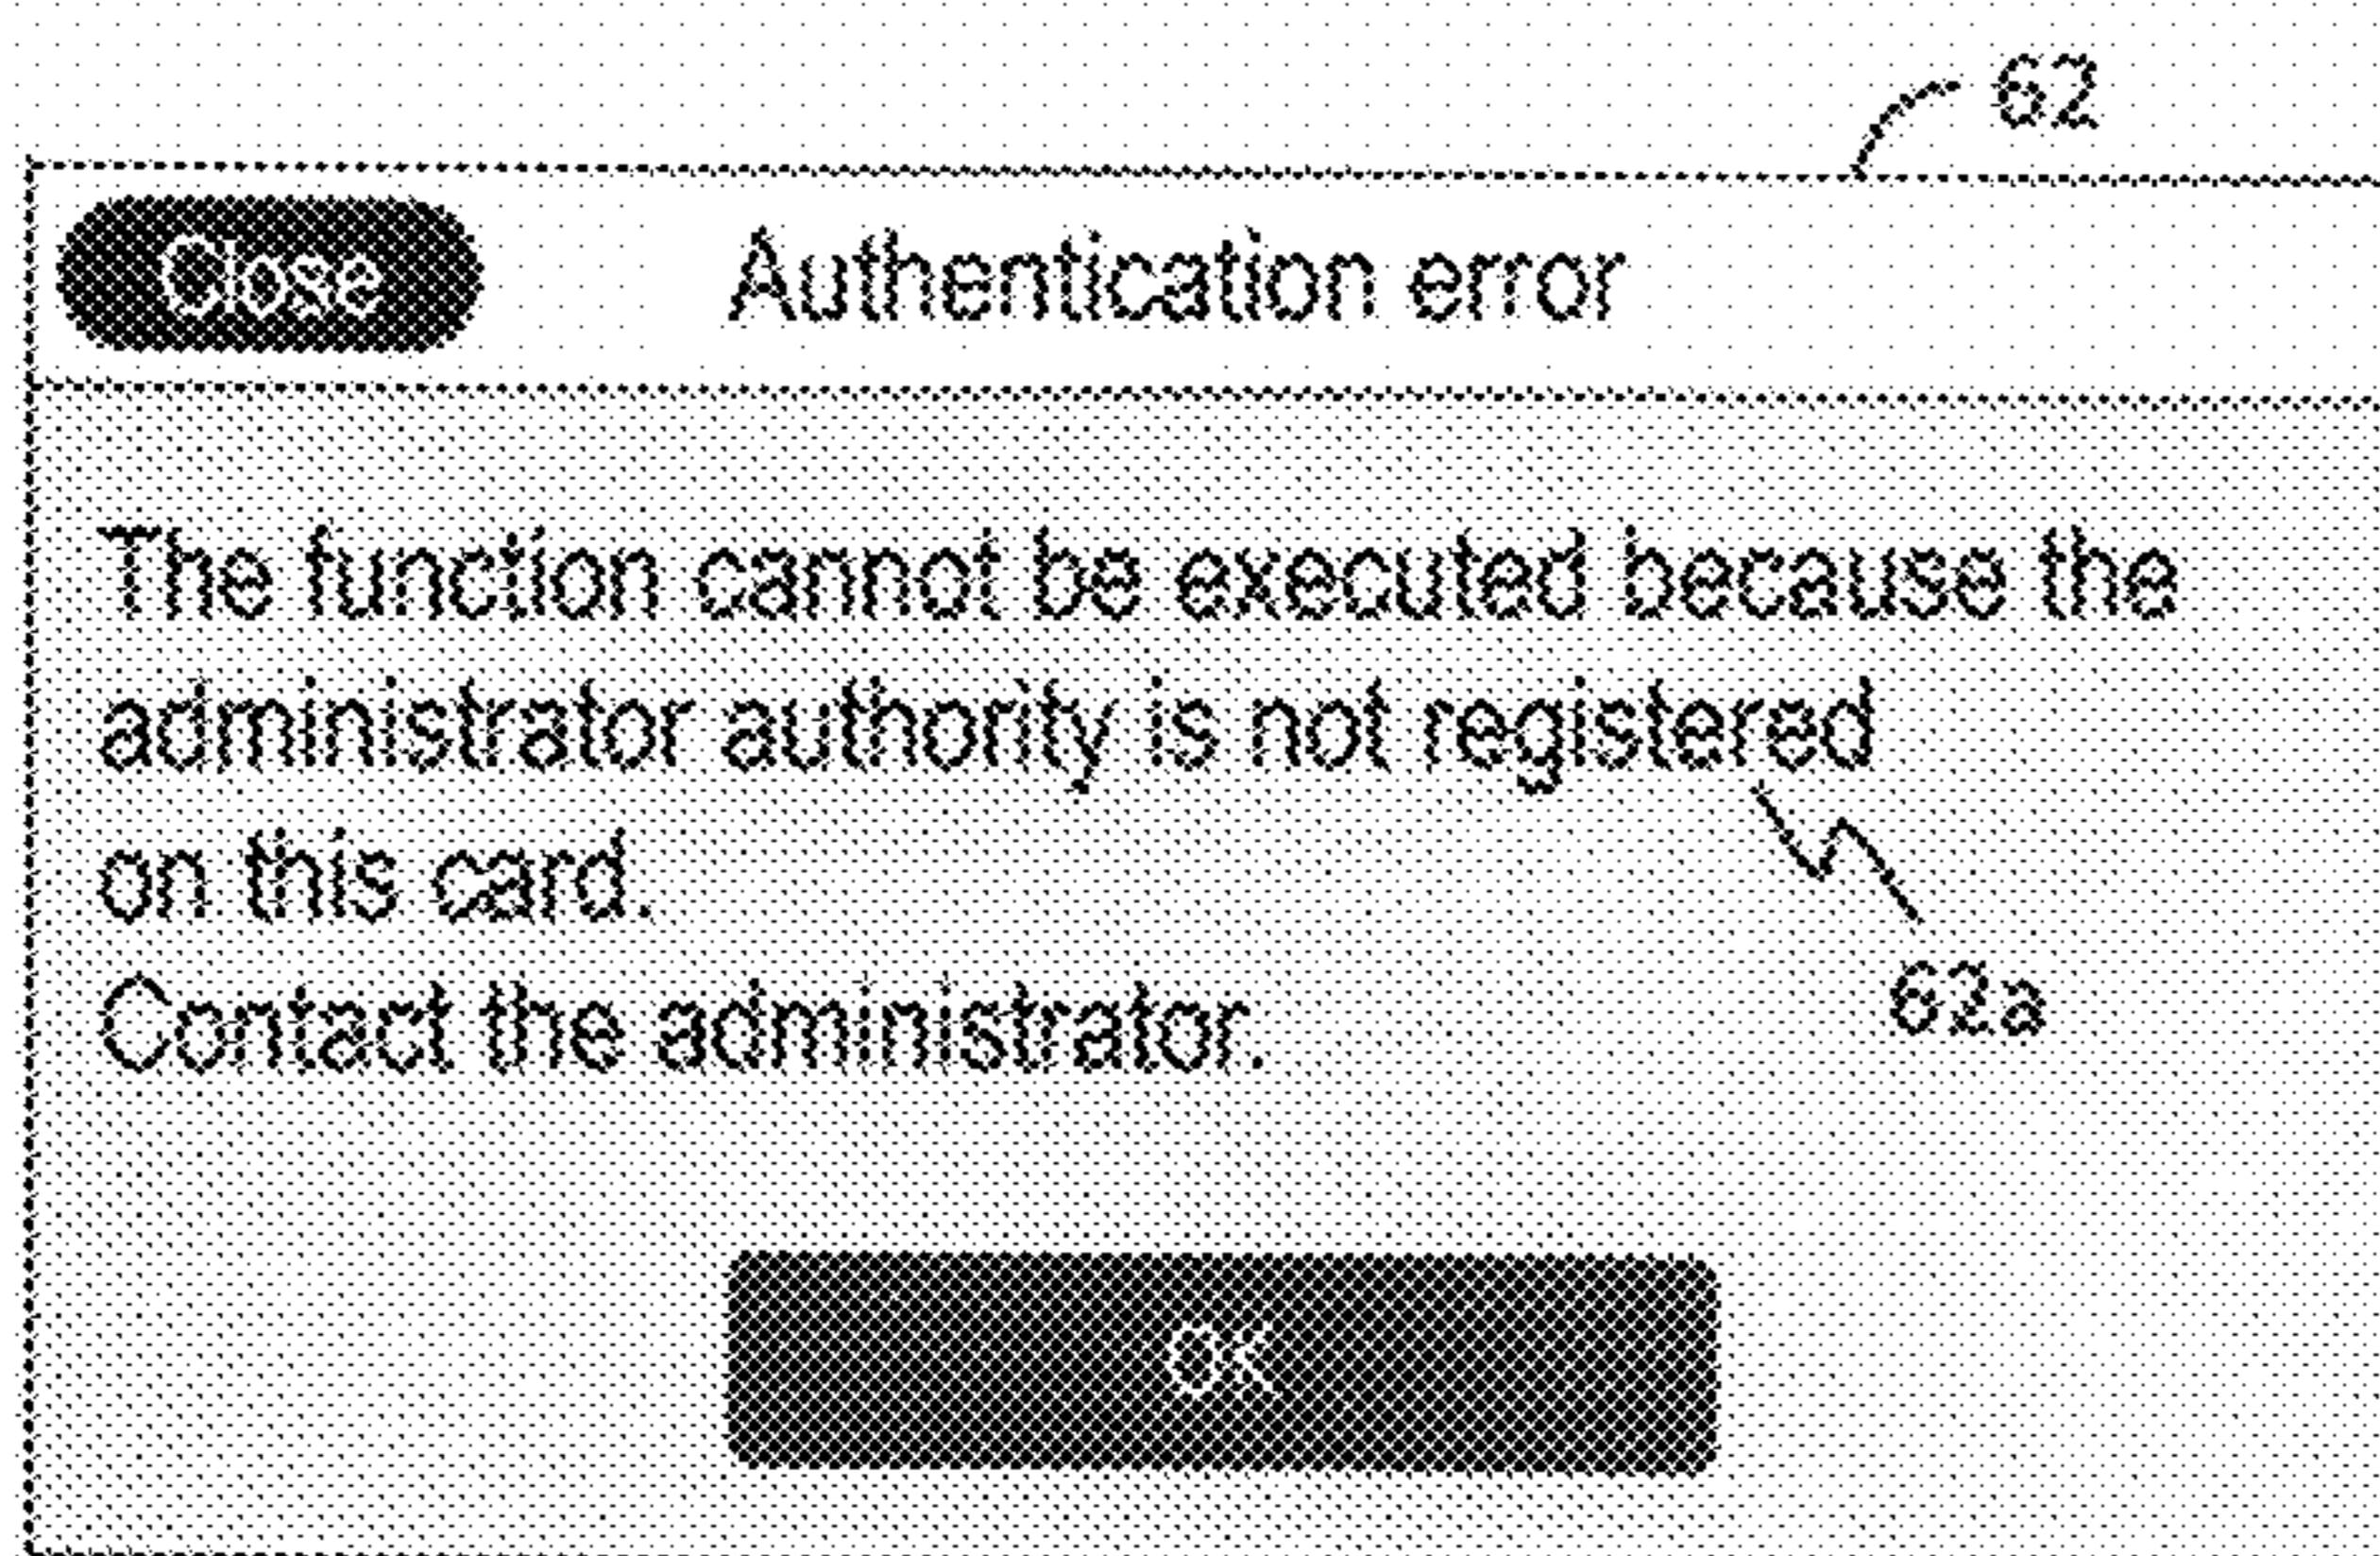 62
Close Authentication error
The function cannot be executed because the
administrator authority is not registered
on this card.
62a
Contact the administrator.
OK